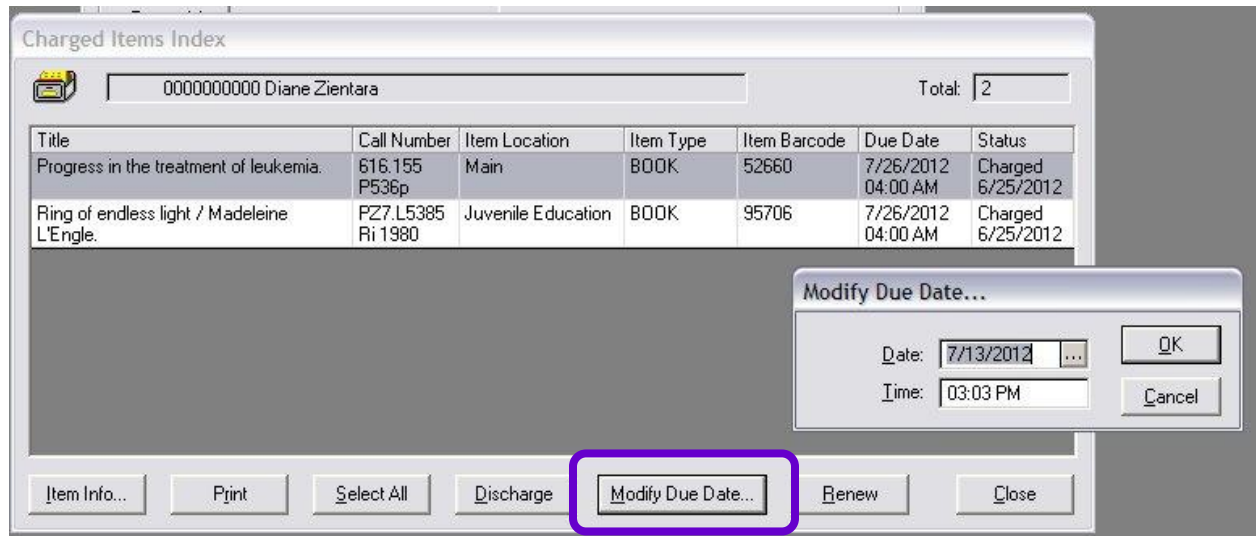 Charged Items Index
0000000000 Diane Zientara
Total: 2
Title Call Number Item Location Item Type Item Barcode Due Date Status
Progress in the treatment of leukemia. 616.155 Main BOOK 52660 7/26/2012 Charged
P536p 04:00 AM 6/25/2012
Ring of endless light / Madeleine PZ7.L5385 Juvenile Education BOOK 95706 7/26/2012 Charged
L'Engle. Ri 1980 04:00 AM 6/25/2012
Modify Due Date...
Date: 7/13/2012 ... OK
Time: 03:03 PM Cancel
Item Info... Print Select All Discharge Modify Due Date... Renew Close